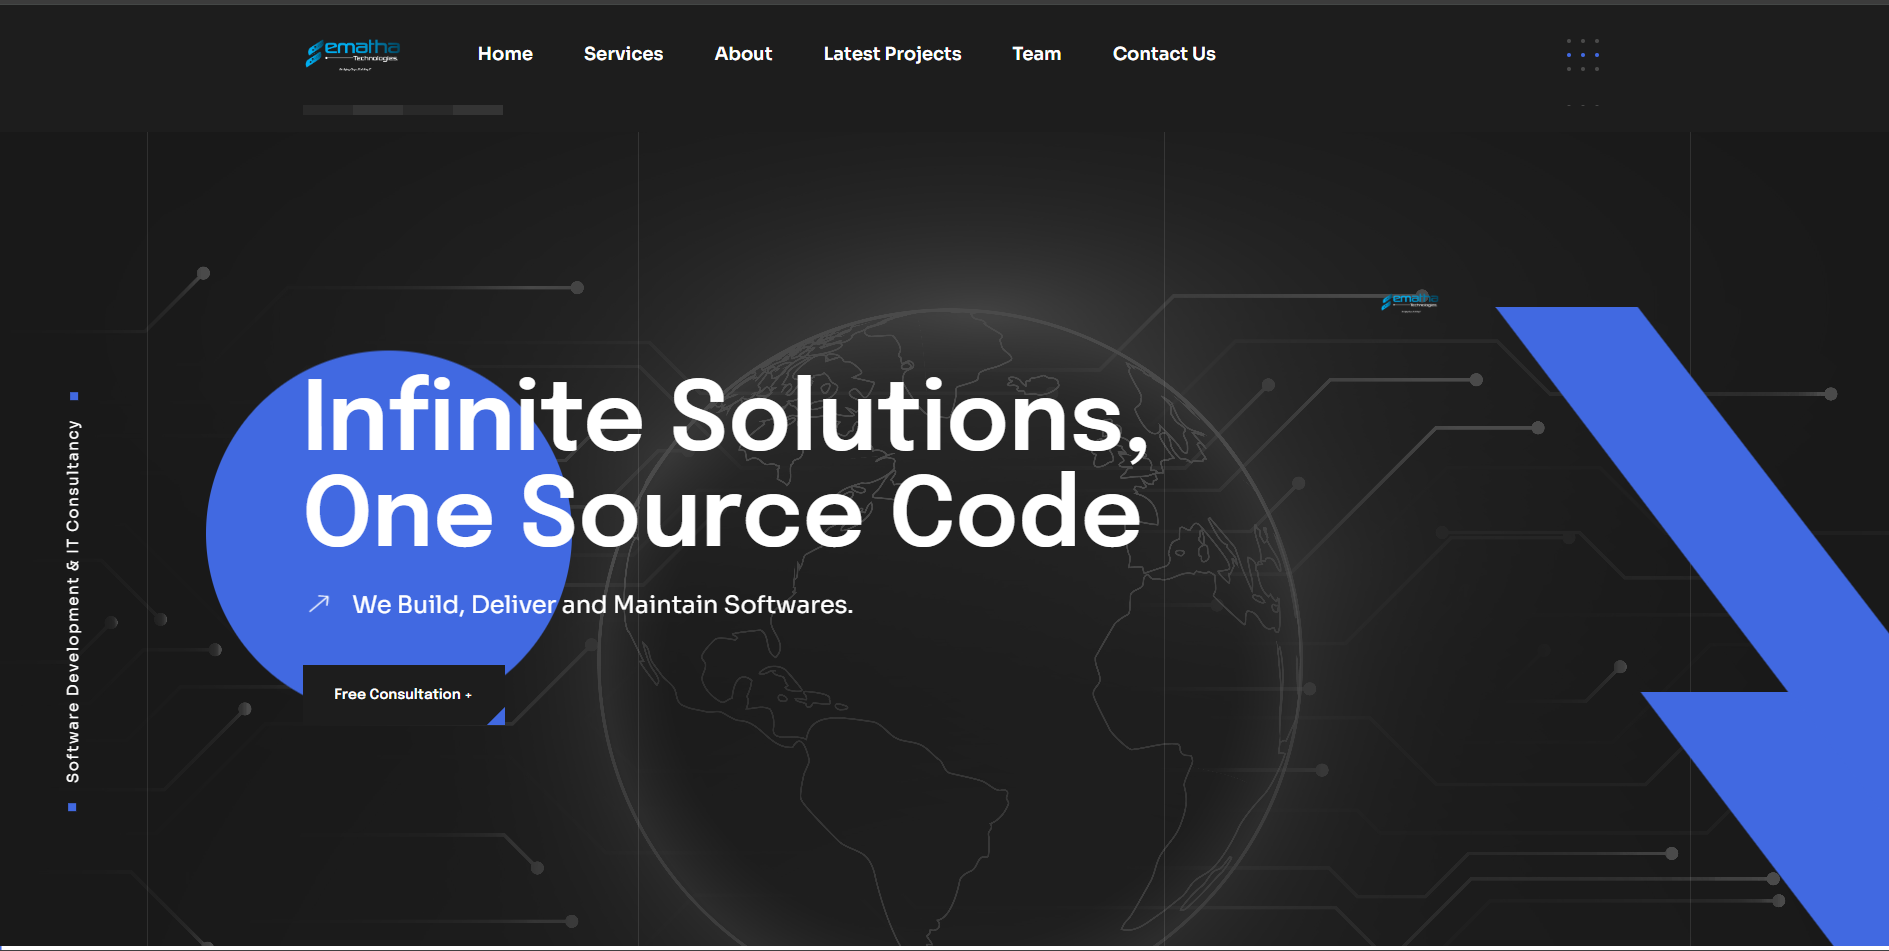 ematha
Technologies
Home
Services
About
Latest Projects
Team
Contact Us
ematha
Technologies
Infinite Solutions,
One Source Code
We Build, Deliver and Maintain Softwares.
Free Consultation +
Software Development & IT Consultancy